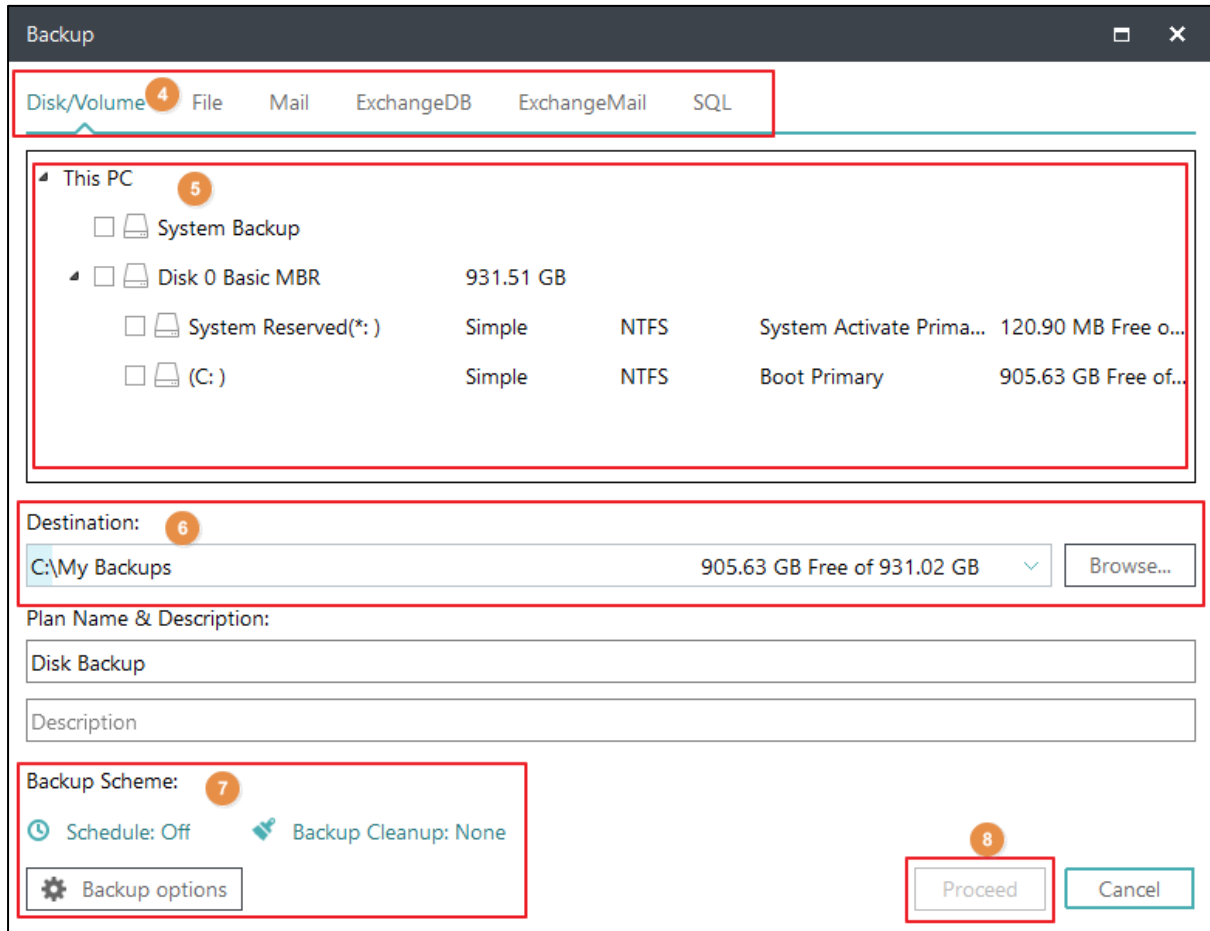 Backup
Disk/Volume 4 File Mail ExchangeDB ExchangeMail SQL
This PC 5
System Backup
Disk 0 Basic MBR 931.51 GB
System Reserved(*: ) Simple NTFS System Activate Prima... 120.90 MB Free o...
(C: ) Simple NTFS Boot Primary 905.63 GB Free of...
Destination: 6
C:\My Backups 905.63 GB Free of 931.02 GB Browse...
Plan Name & Description:
Disk Backup
Description
Backup Scheme: 7
Schedule: Off Backup Cleanup: None
8
Backup options Proceed Cancel